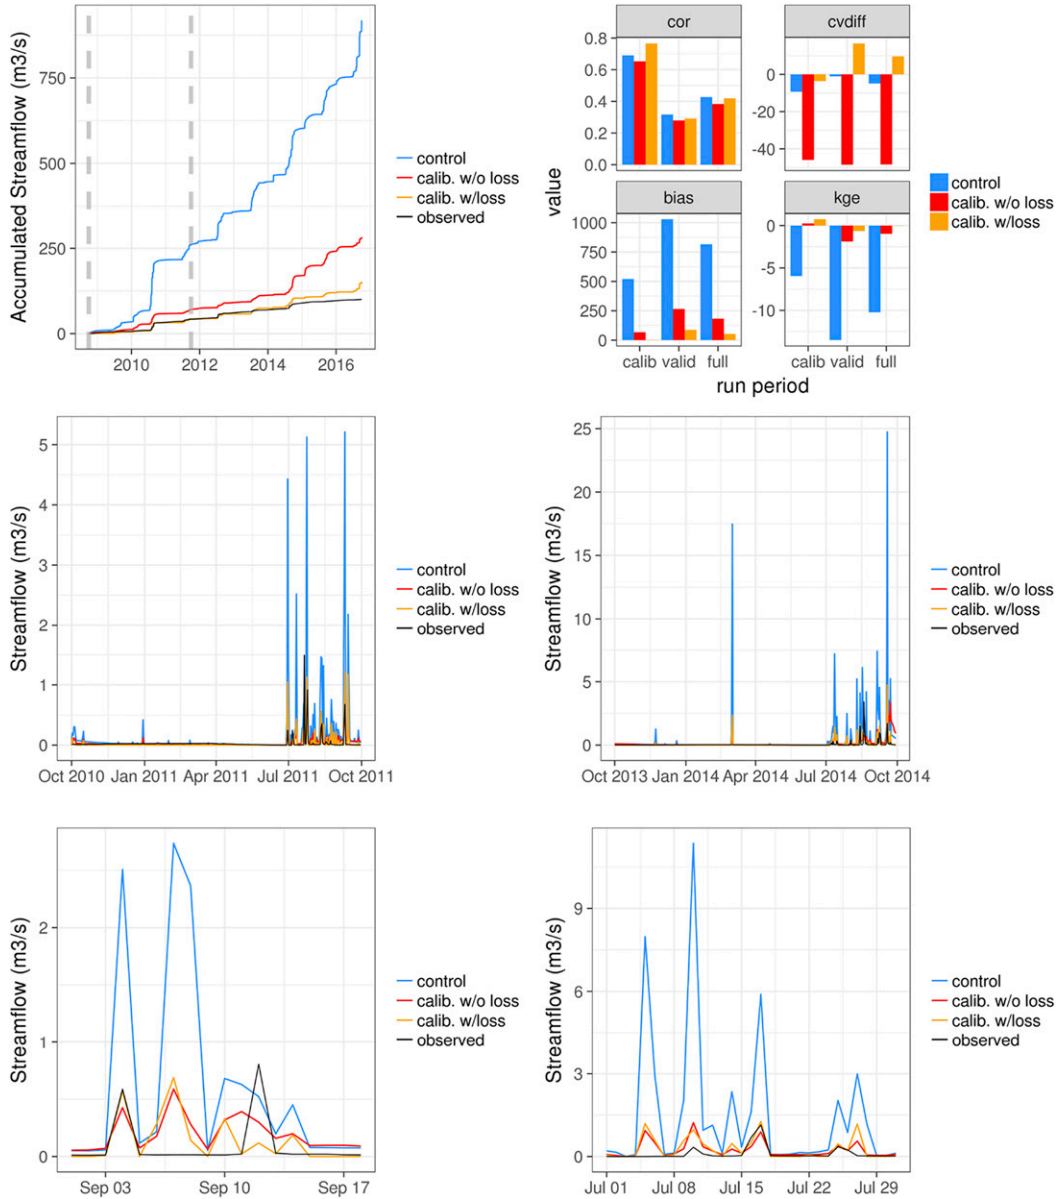 Accumulated Streamflow (m3/s)
750
500
250
0
2010 2012 2014 2016
control
calib. w/o loss
calib. w/loss
observed
value
cor
0.8
0.6
0.4
0.2
0.0
cvdiff
0
-20
-40
bias
1000
750
500
250
0
kge
0
-5
-10
calib valid full
calib valid full
run period
control
calib. w/o loss
calib. w/loss
Streamflow (m3/s)
5
4
3
2
1
0
Oct 2010 Jan 2011 Apr 2011 Jul 2011 Oct 2011
control
calib. w/o loss
calib. w/loss
observed
Streamflow (m3/s)
25
20
15
10
5
0
Oct 2013 Jan 2014 Apr 2014 Jul 2014 Oct 2014
control
calib. w/o loss
calib. w/loss
observed
Streamflow (m3/s)
2
1
0
Sep 03 Sep 10 Sep 17
control
calib. w/o loss
calib. w/loss
observed
Streamflow (m3/s)
9
6
3
0
Jul 01 Jul 08 Jul 15 Jul 22 Jul 29
control
calib. w/o loss
calib. w/loss
observed